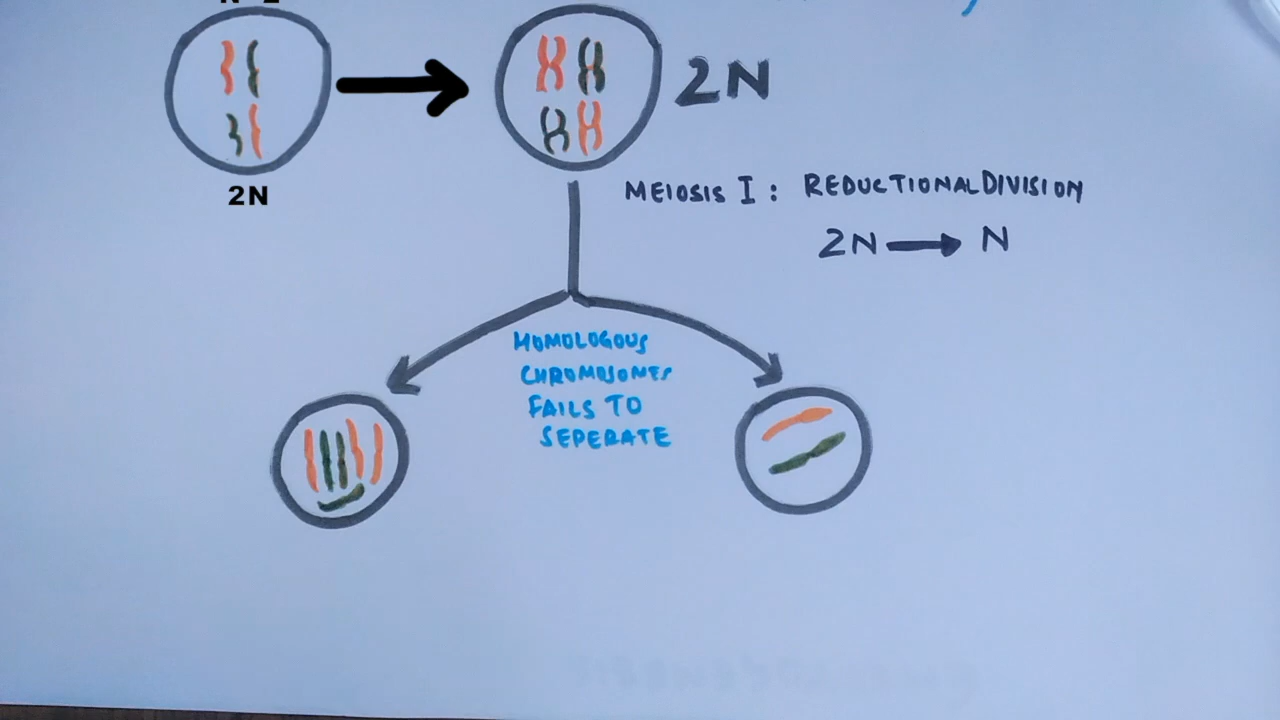 2N
2N
MEIOSIS I : REDUCTIONAL DIVISION
2N → N
HOMOLOGOUS
CHROMOSOMES
FAILS TO
SEPERATE